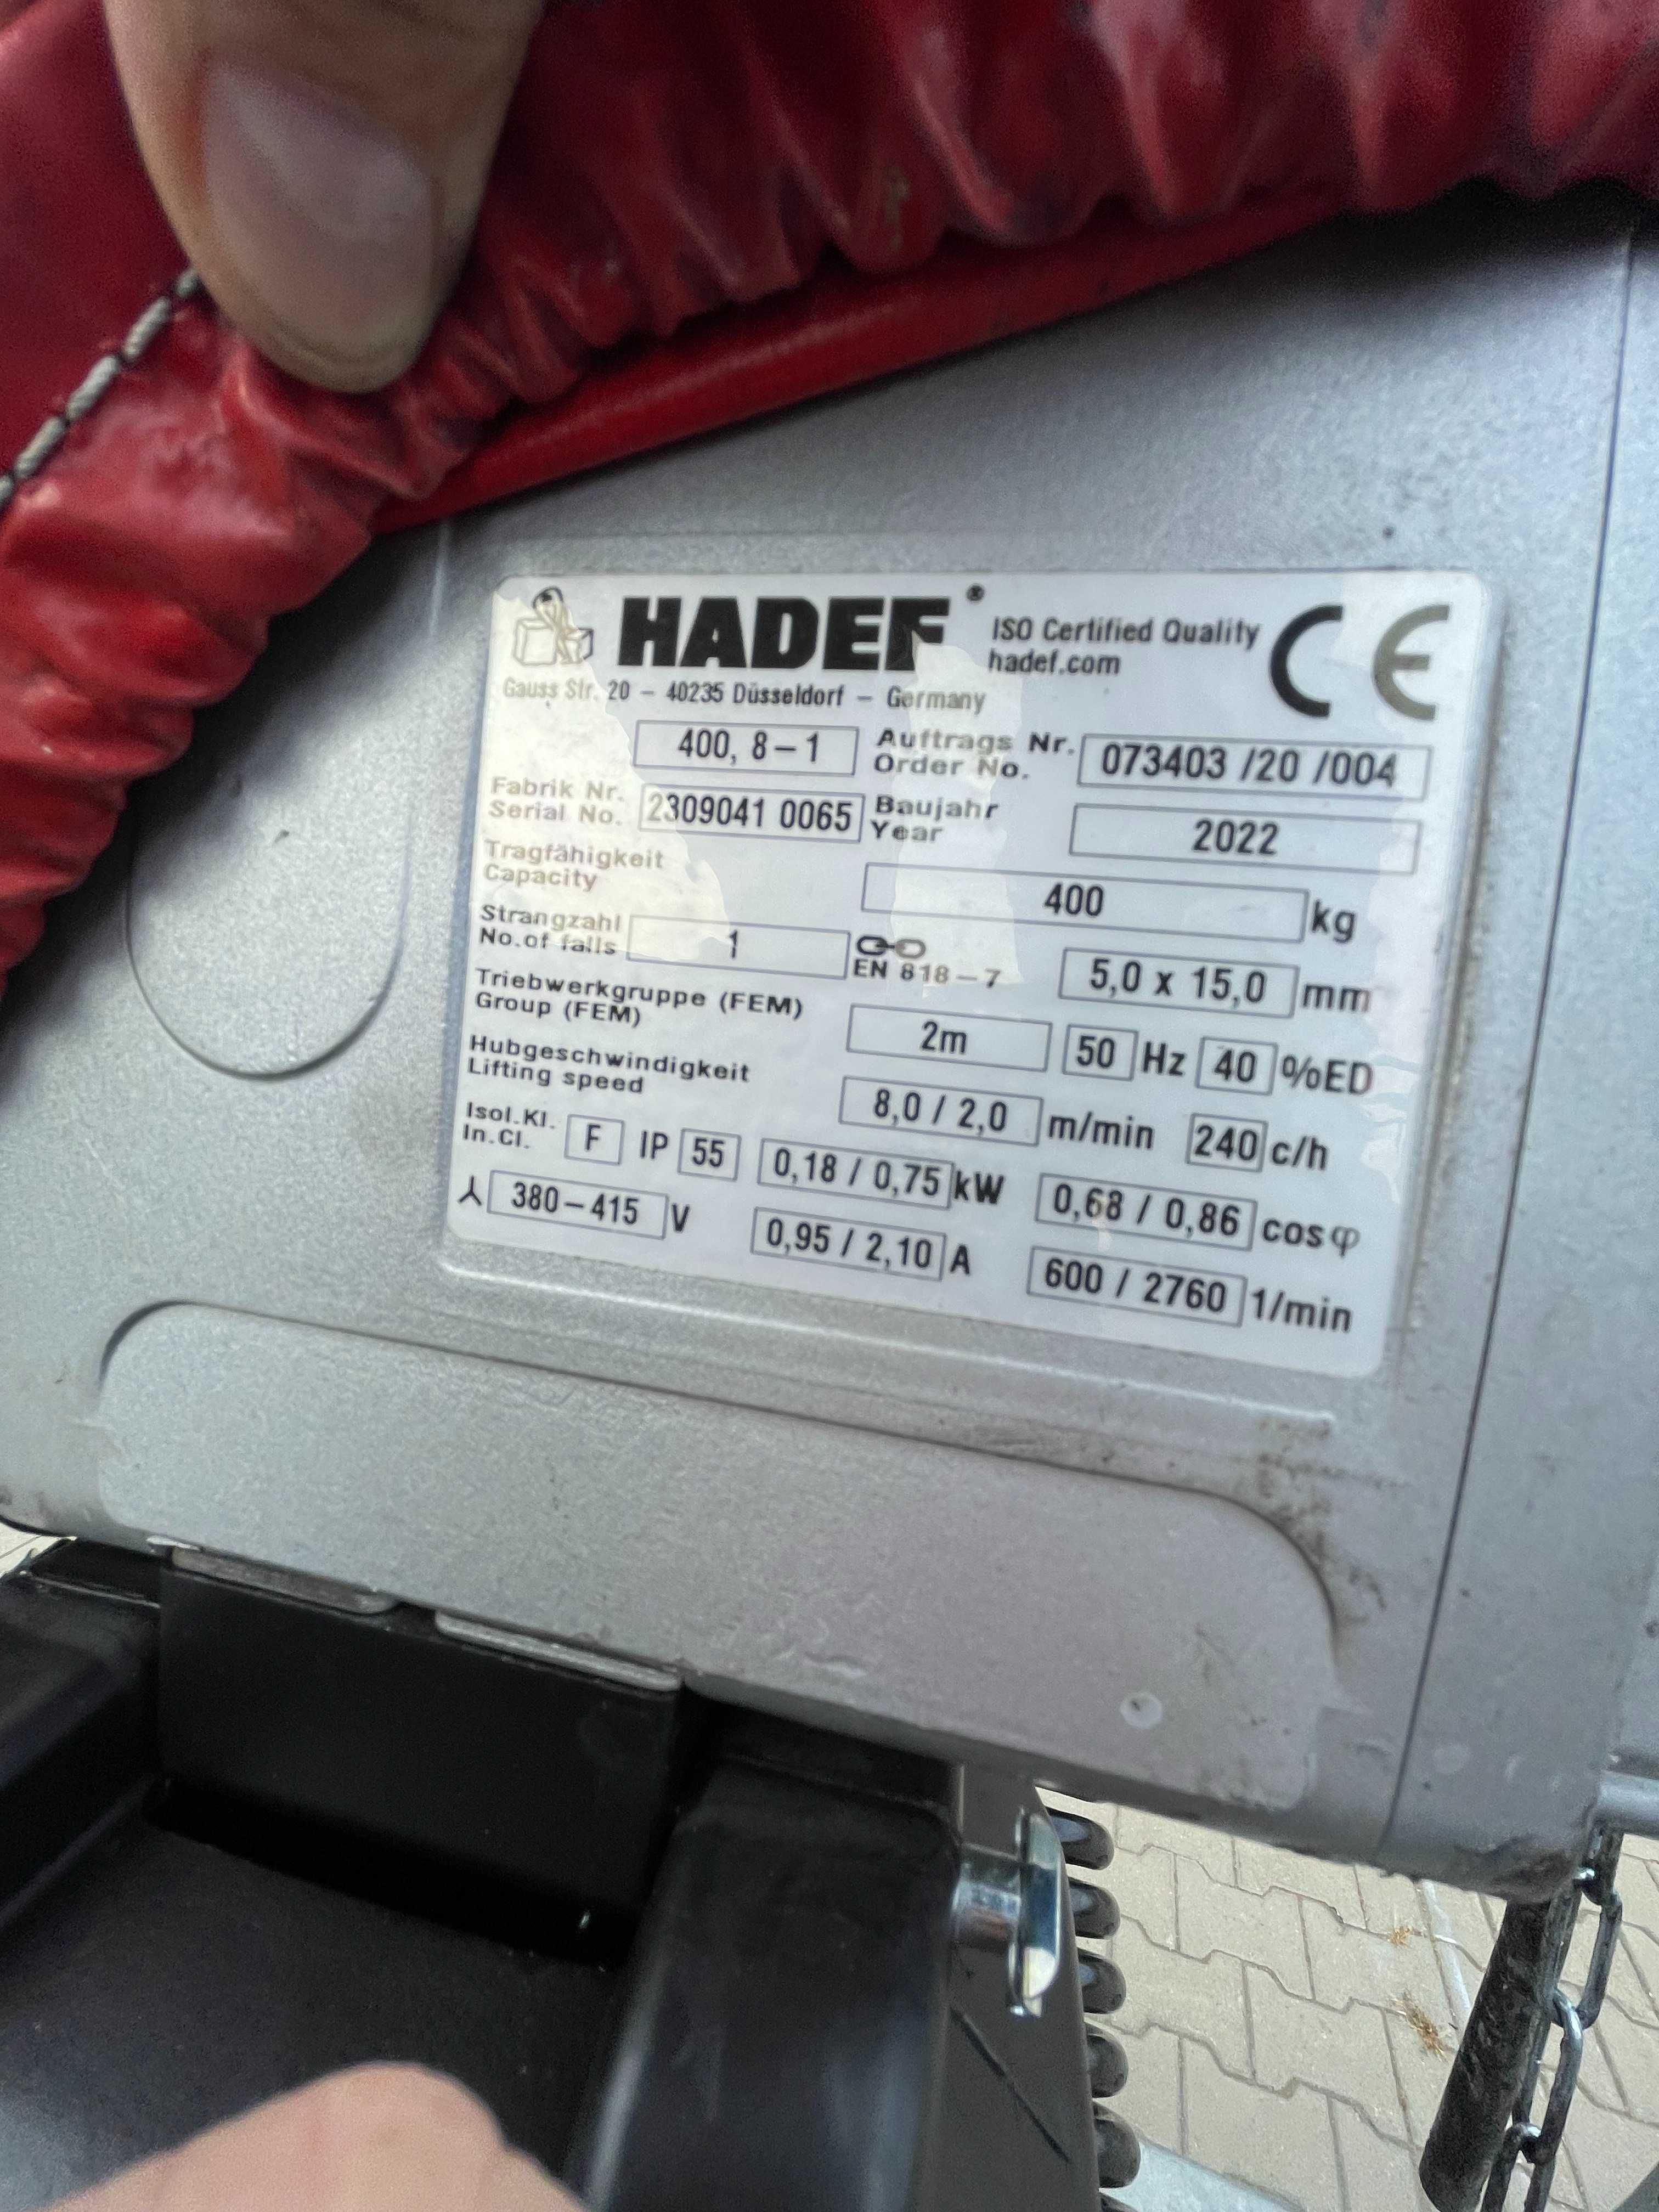 HADEF® ISO Certified Quality CE
hadef.com
Gauss Str. 20 – 40235 Düsseldorf – Germany
400, 8–1 Auftrags Nr. 073403 /20 /004
Order No.
Fabrik Nr. 2309041 0065 Baujahr 2022
Serial No. Year
Tragfähigkeit 400 kg
Capacity
Strangzahl 1 5,0 x 15,0 mm
No.of falls EN 818–7
Triebwerkgruppe (FEM) 2m 50 Hz 40 %ED
Group (FEM)
Hubgeschwindigkeit 8,0 / 2,0 m/min 240 c/h
Lifting speed
Isol.Kl. F IP 55 0,18 / 0,75 kW 0,68 / 0,86 cosφ
In.Cl.
380–415 V 0,95 / 2,10 A 600 / 2760 1/min